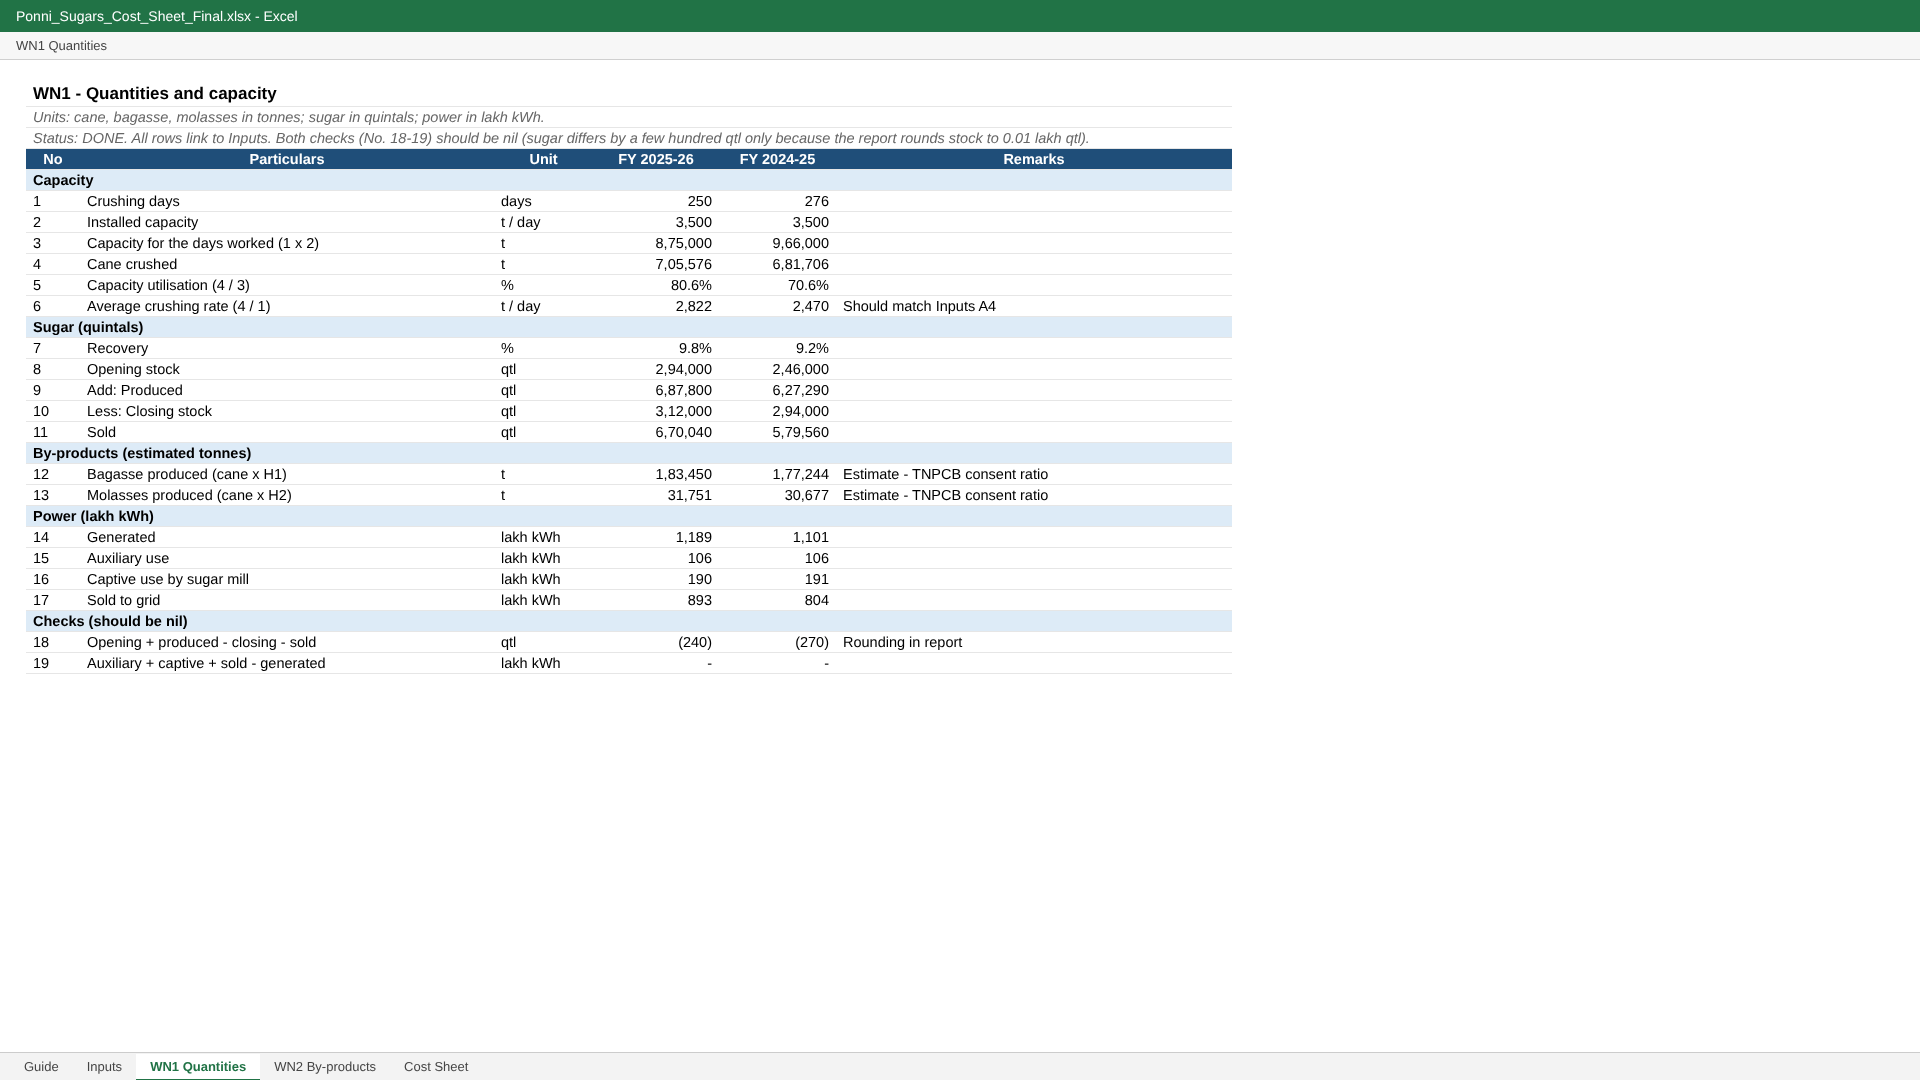 Ponni_Sugars_Cost_Sheet_Final.xlsx - Excel
WN1 Quantities
WN1 - Quantities and capacity
Units: cane, bagasse, molasses in tonnes; sugar in quintals; power in lakh kWh.
Status: DONE. All rows link to Inputs. Both checks (No. 18-19) should be nil (sugar differs by a few hundred qtl only because the report rounds stock to 0.01 lakh qtl).
No Particulars Unit FY 2025-26 FY 2024-25 Remarks
Capacity
1 Crushing days days 250 276
2 Installed capacity t / day 3,500 3,500
3 Capacity for the days worked (1 x 2) t 8,75,000 9,66,000
4 Cane crushed t 7,05,576 6,81,706
5 Capacity utilisation (4 / 3) % 80.6% 70.6%
6 Average crushing rate (4 / 1) t / day 2,822 2,470 Should match Inputs A4
Sugar (quintals)
7 Recovery % 9.8% 9.2%
8 Opening stock qtl 2,94,000 2,46,000
9 Add: Produced qtl 6,87,800 6,27,290
10 Less: Closing stock qtl 3,12,000 2,94,000
11 Sold qtl 6,70,040 5,79,560
By-products (estimated tonnes)
12 Bagasse produced (cane x H1) t 1,83,450 1,77,244 Estimate - TNPCB consent ratio
13 Molasses produced (cane x H2) t 31,751 30,677 Estimate - TNPCB consent ratio
Power (lakh kWh)
14 Generated lakh kWh 1,189 1,101
15 Auxiliary use lakh kWh 106 106
16 Captive use by sugar mill lakh kWh 190 191
17 Sold to grid lakh kWh 893 804
Checks (should be nil)
18 Opening + produced - closing - sold qtl (240) (270) Rounding in report
19 Auxiliary + captive + sold - generated lakh kWh - -
Guide Inputs WN1 Quantities WN2 By-products Cost Sheet